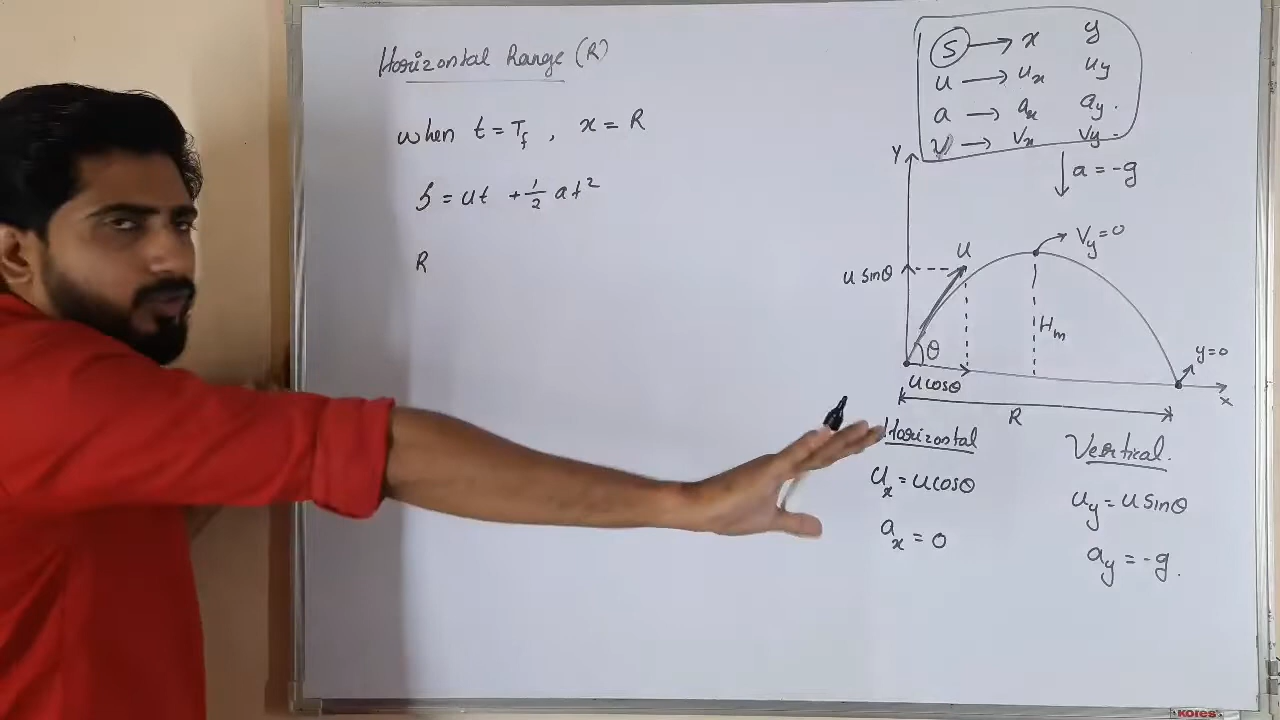 Horizontal Range (R)
when t = T_f , x = R
S = ut + 1/2 at²
R
S → x y
u → u_x u_y
a → a_x a_y .
V → V_x V_y .
Y
↓ a = -g
V_y = 0
u
u sinθ
H_m
θ
y = 0
u cosθ
x
R
Horizontal
u_x = u cosθ
a_x = 0
Vertical .
u_y = u sinθ
a_y = -g .
KORES